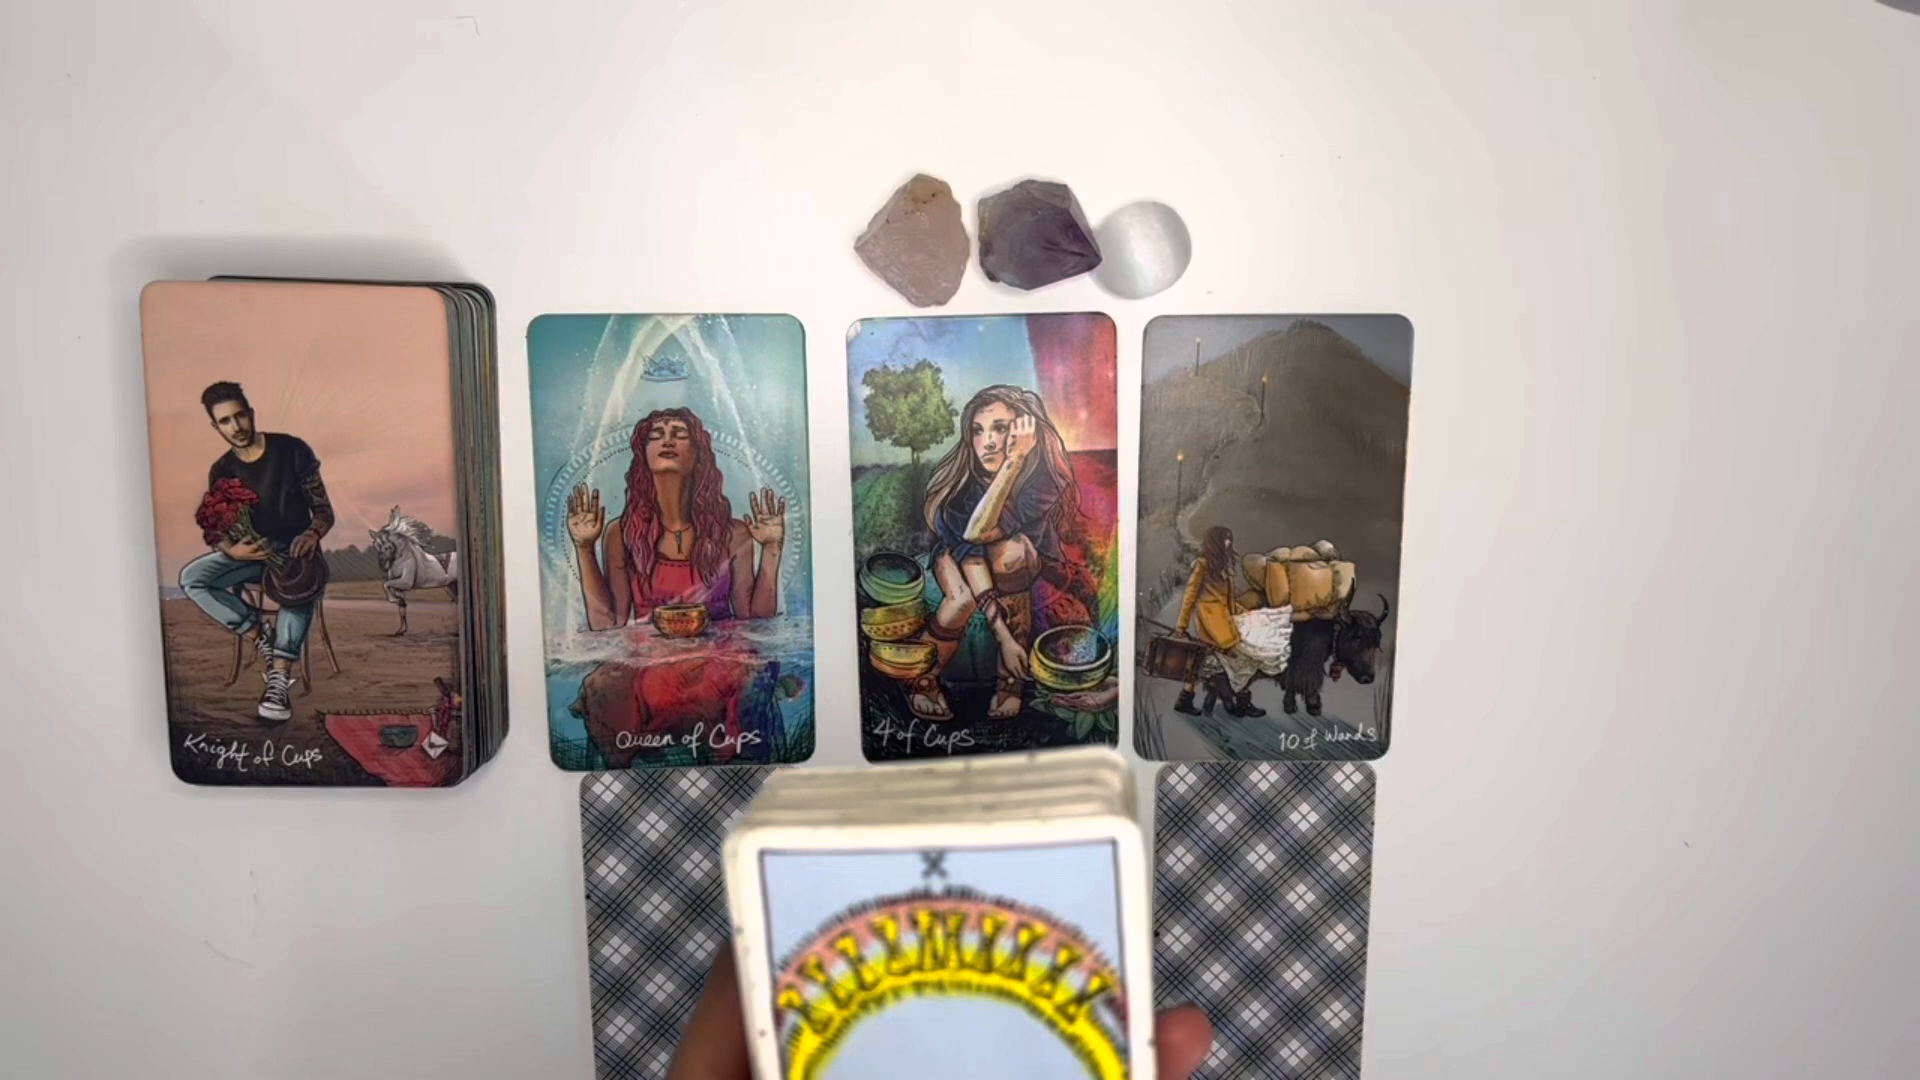 Knight of Cups
Queen of Cups
4 of Cups
10 of Wands
X